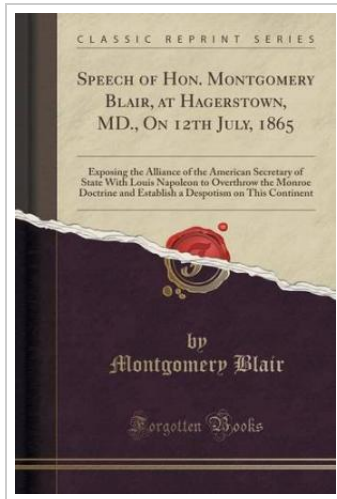 CLASSIC REPRINT SERIES
SPEECH OF HON. MONTGOMERY
BLAIR, AT HAGERSTOWN,
MD., ON 12TH JULY, 1865
Exposing the Alliance of the American Secretary of
State With Louis Napoleon to Overthrow the Monroe
Doctrine and Establish a Despotism on This Continent
by
Montgomery Blair
Forgotten Books